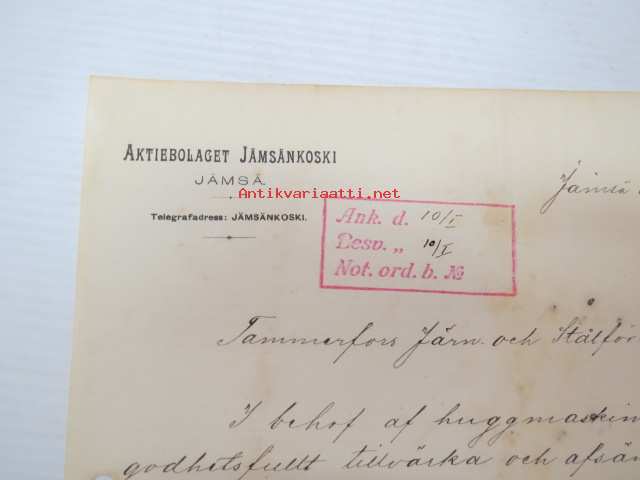 AKTIEBOLAGET JÄMSÄNKOSKI
JÄMSÄ.
Antikvariaatti.net
Telegrafadress: JÄMSÄNKOSKI.
Jämsä
Ank. d. 10/I
Besv. „ 10/I
Not. ord. b. №
Tammerfors Järn- och Stålför
I behof af huggmaskin
godhetsfullt tillvärka och afsän